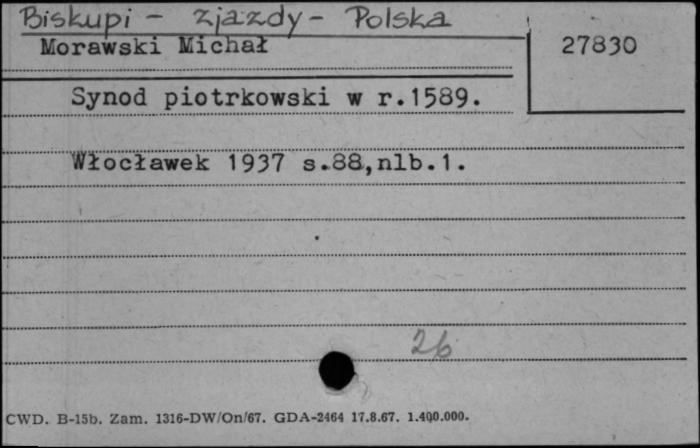 Biskupi - zjazdy - Polska
Morawski Michał
27830
Synod piotrkowski w r.1589.
Włocławek 1937 s.88,nlb.1.
26
CWD. B-15b. Zam. 1316-DW/On/67. GDA-2464 17.8.67. 1.400.000.